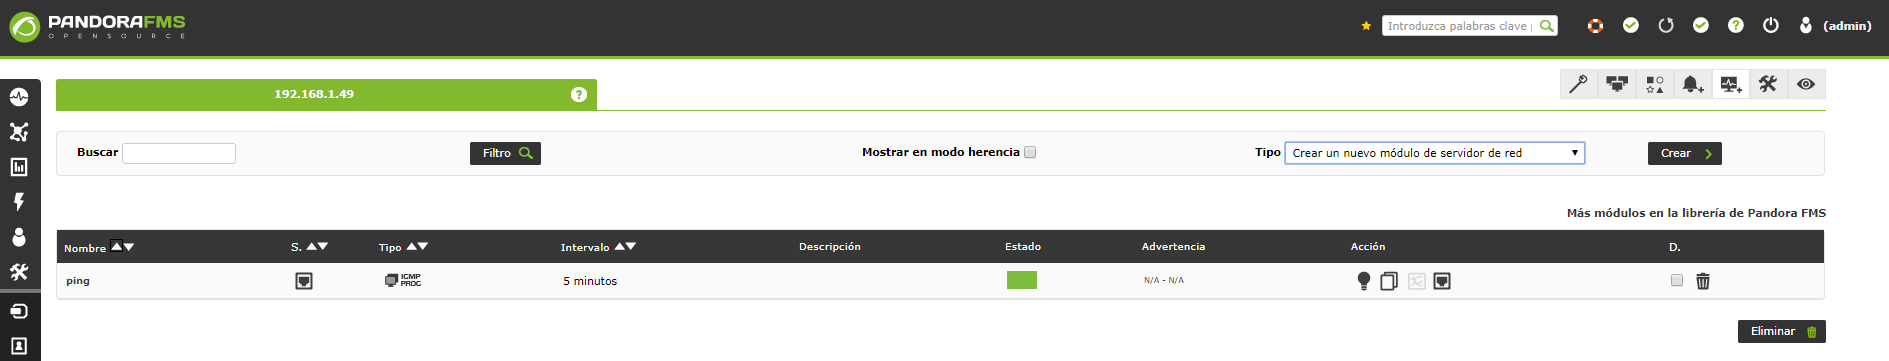 PANDORAFMS
OPENSOURCE
Introduzca palabras clave p
(admin)
192.168.1.49
Buscar
Filtro
Mostrar en modo herencia
Tipo
Crear un nuevo módulo de servidor de red
Crear
Más módulos en la librería de Pandora FMS
Nombre S. Tipo Intervalo Descripción Estado Advertencia Acción D.
ping ICMP PROC 5 minutos N/A - N/A
Eliminar